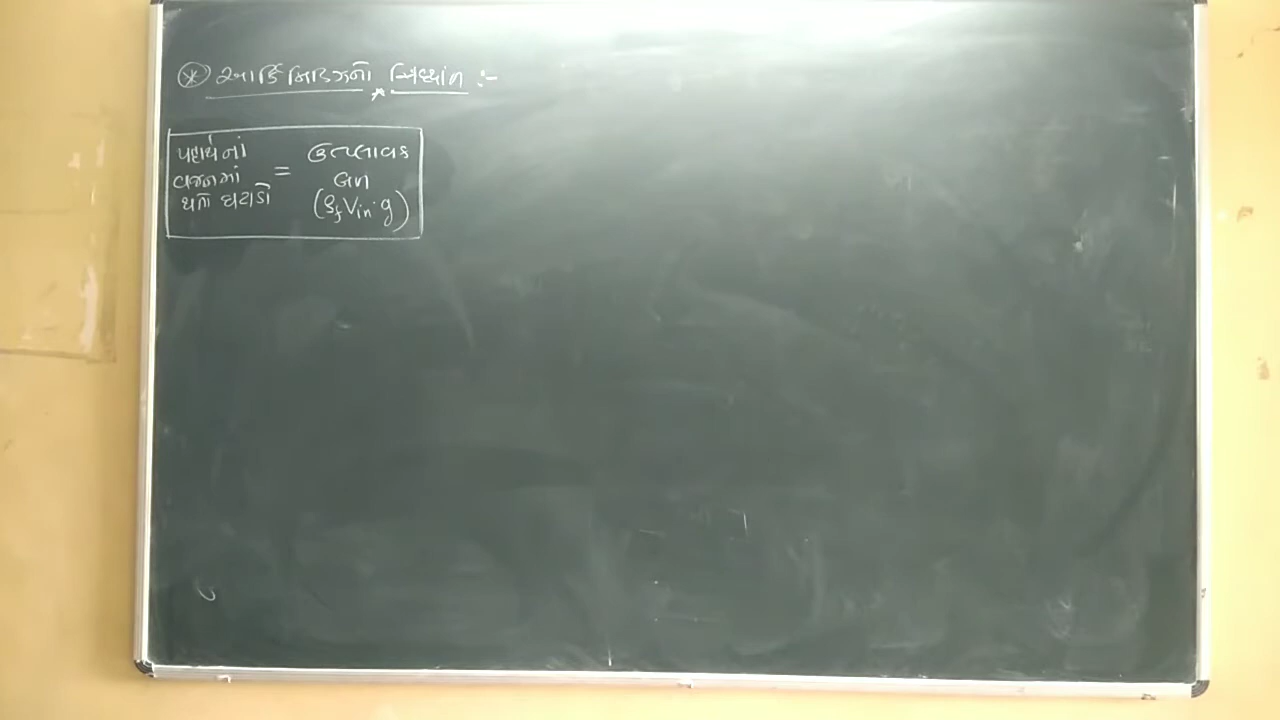 * આર્કિમિડિઝનો સિધ્ધાંત :-
પદાર્થનાં
વજનમાં
થતો ઘટાડો
=
ઉત્પ્લાવક
બળ
(ρf Vin · g)